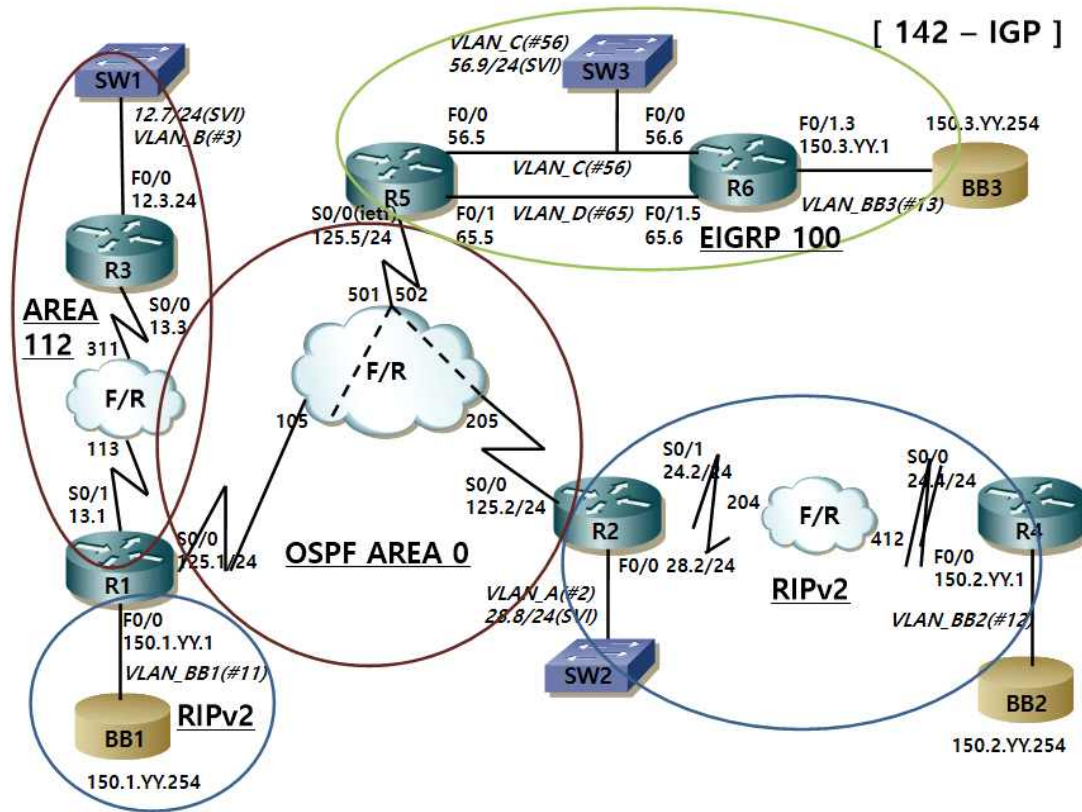 [ 142 – IGP ]
VLAN_C(#56)
56.9/24(SVI)
SW3
SW1
12.7/24(SVI)
VLAN_B(#3)
F0/0
12.3.24
R3
AREA
112
S0/0
13.3
311
F/R
113
S0/1
13.1
R1
S0/0
125.1/24
F0/0
150.1.YY.1
VLAN_BB1(#11)
RIPv2
BB1
150.1.YY.254
F0/0
56.5
F0/0
56.6
VLAN_C(#56)
R5
R6
F0/1.3
150.3.YY.1
150.3.YY.254
BB3
VLAN_BB3(#13)
S0/0(ieti)
125.5/24
F0/1
65.5
VLAN_D(#65)
F0/1.5
65.6
EIGRP 100
501
502
F/R
105
205
OSPF AREA 0
S0/0
125.2/24
R2
F0/0
S0/1
24.2/24
204
28.2/24
F/R
412
RIPv2
S0/0
24.4/24
R4
F0/0
150.2.YY.1
VLAN_BB2(#12)
VLAN_A(#2)
28.8/24(SVI)
SW2
BB2
150.2.YY.254